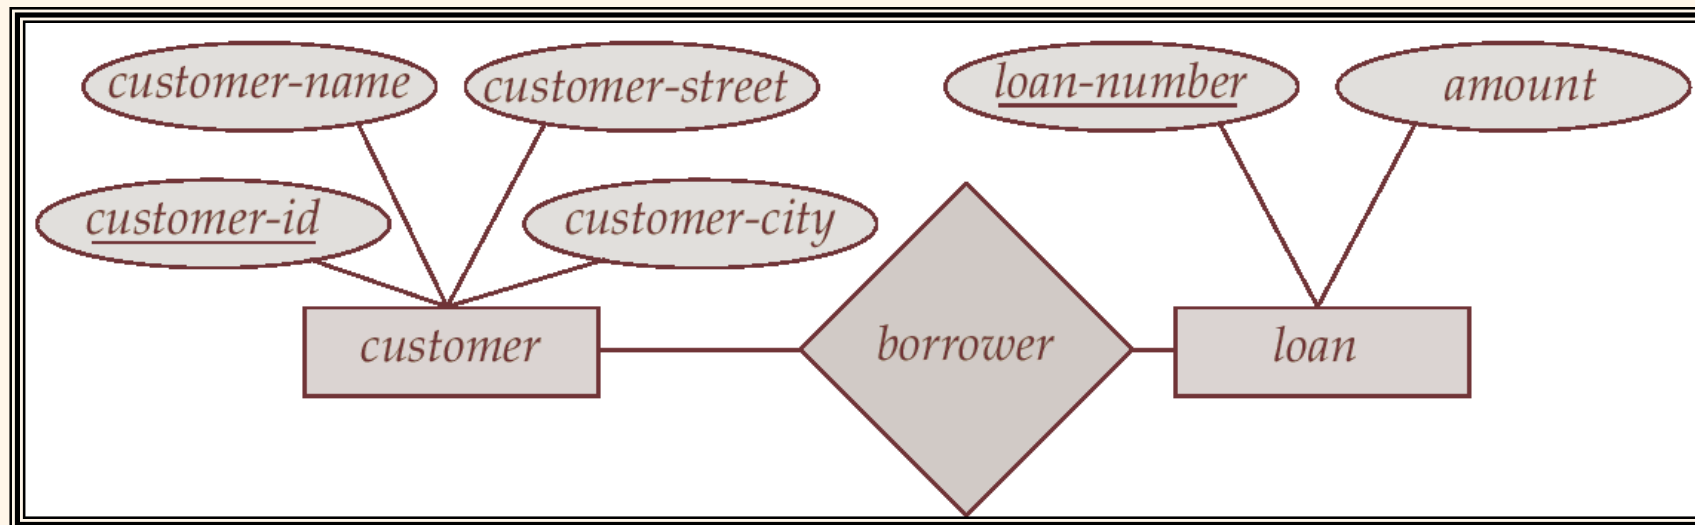 customer-name
customer-street
loan-number
amount
customer-id
customer-city
customer
borrower
loan